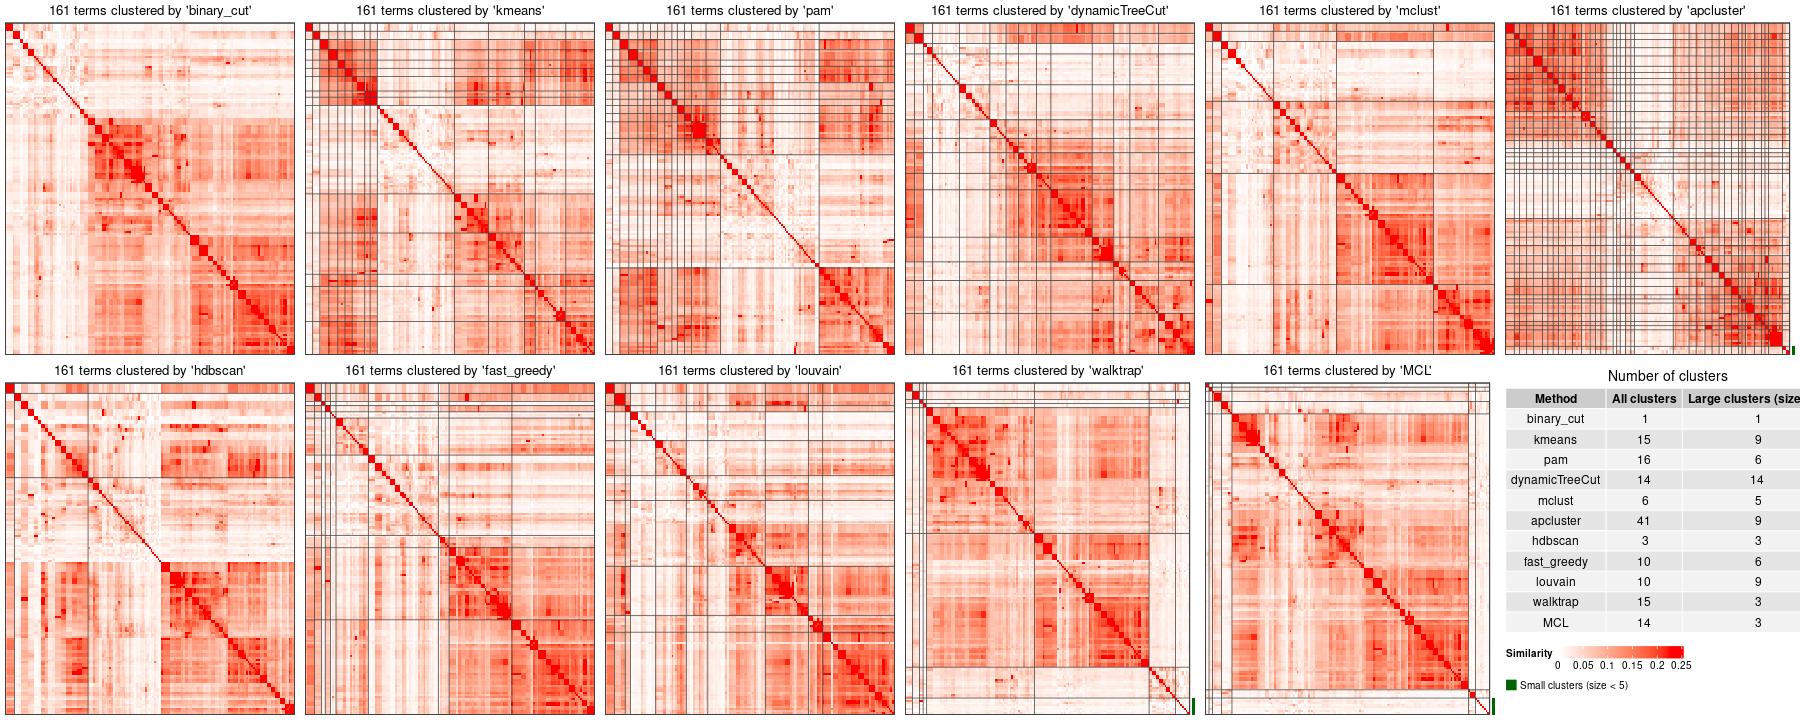 161 terms clustered by 'binary_cut'
161 terms clustered by 'kmeans'
161 terms clustered by 'pam'
161 terms clustered by 'dynamicTreeCut'
161 terms clustered by 'mclust'
161 terms clustered by 'apcluster'
161 terms clustered by 'hdbscan'
161 terms clustered by 'fast_greedy'
161 terms clustered by 'louvain'
161 terms clustered by 'walktrap'
161 terms clustered by 'MCL'
Number of clusters
Method All clusters Large clusters (size
binary_cut 1 1
kmeans 15 9
pam 16 6
dynamicTreeCut 14 14
mclust 6 5
apcluster 41 9
hdbscan 3 3
fast_greedy 10 6
louvain 10 9
walktrap 15 3
MCL 14 3
Similarity
0 0.05 0.1 0.15 0.2 0.25
Small clusters (size < 5)